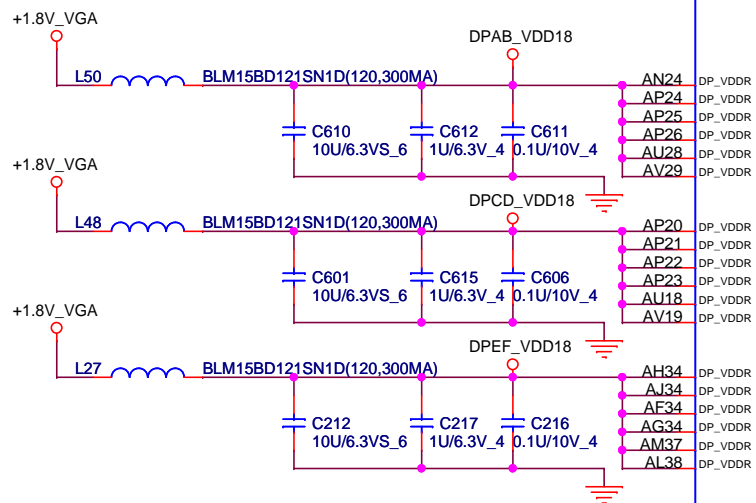 +1.8V_VGA
DPAB_VDD18
L50 BLM15BD121SN1D(120,300MA)
AN24 DP_VDDR
AP24 DP_VDDR
AP25 DP_VDDR
AP26 DP_VDDR
AU28 DP_VDDR
AV29 DP_VDDR
C610 C612 C611
10U/6.3VS_6 1U/6.3V_4 0.1U/10V_4
+1.8V_VGA
DPCD_VDD18
L48 BLM15BD121SN1D(120,300MA)
AP20 DP_VDDR
AP21 DP_VDDR
AP22 DP_VDDR
AP23 DP_VDDR
AU18 DP_VDDR
AV19 DP_VDDR
C601 C615 C606
10U/6.3VS_6 1U/6.3V_4 0.1U/10V_4
+1.8V_VGA
DPEF_VDD18
L27 BLM15BD121SN1D(120,300MA)
AH34 DP_VDDR
AJ34 DP_VDDR
AF34 DP_VDDR
AG34 DP_VDDR
AM37 DP_VDDR
AL38 DP_VDDR
C212 C217 C216
10U/6.3VS_6 1U/6.3V_4 0.1U/10V_4